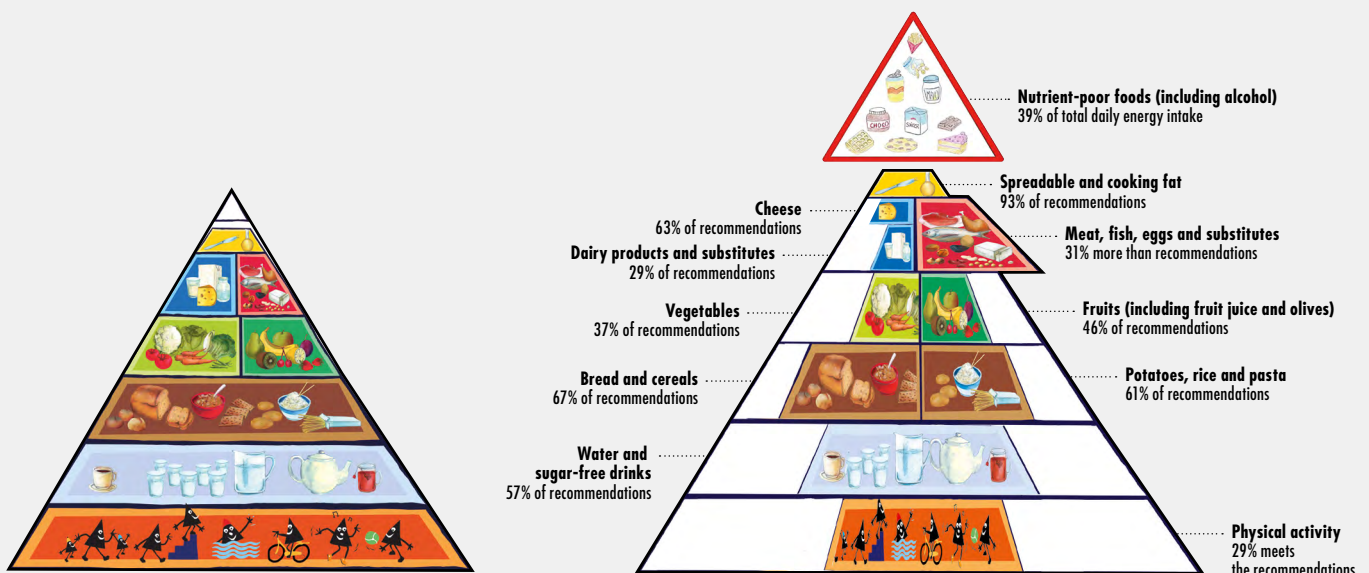 Nutrient-poor foods (including alcohol)
39% of total daily energy intake
Spreadable and cooking fat
93% of recommendations
Cheese
63% of recommendations
Meat, fish, eggs and substitutes
31% more than recommendations
Dairy products and substitutes
29% of recommendations
Vegetables
37% of recommendations
Fruits (including fruit juice and olives)
46% of recommendations
Bread and cereals
67% of recommendations
Potatoes, rice and pasta
61% of recommendations
Water and
sugar-free drinks
57% of recommendations
Physical activity
29% meets
the recommendations